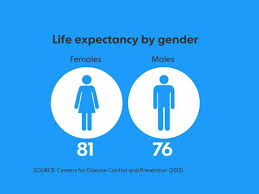 Life expectancy by gender
Females Males
81 76
SOURCE: Centers for Disease Control and Prevention (2012)